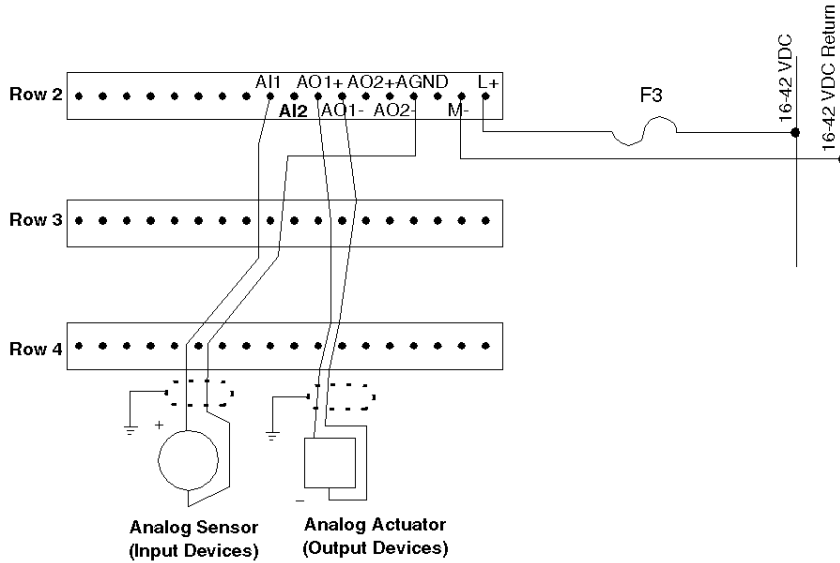 AI1 AO1+ AO2+ AGND L+
Row 2
AI2 AO1- AO2- M-
F3
16-42 VDC
16-42 VDC Return
Row 3
Row 4
+
−
Analog Sensor
(Input Devices)
Analog Actuator
(Output Devices)